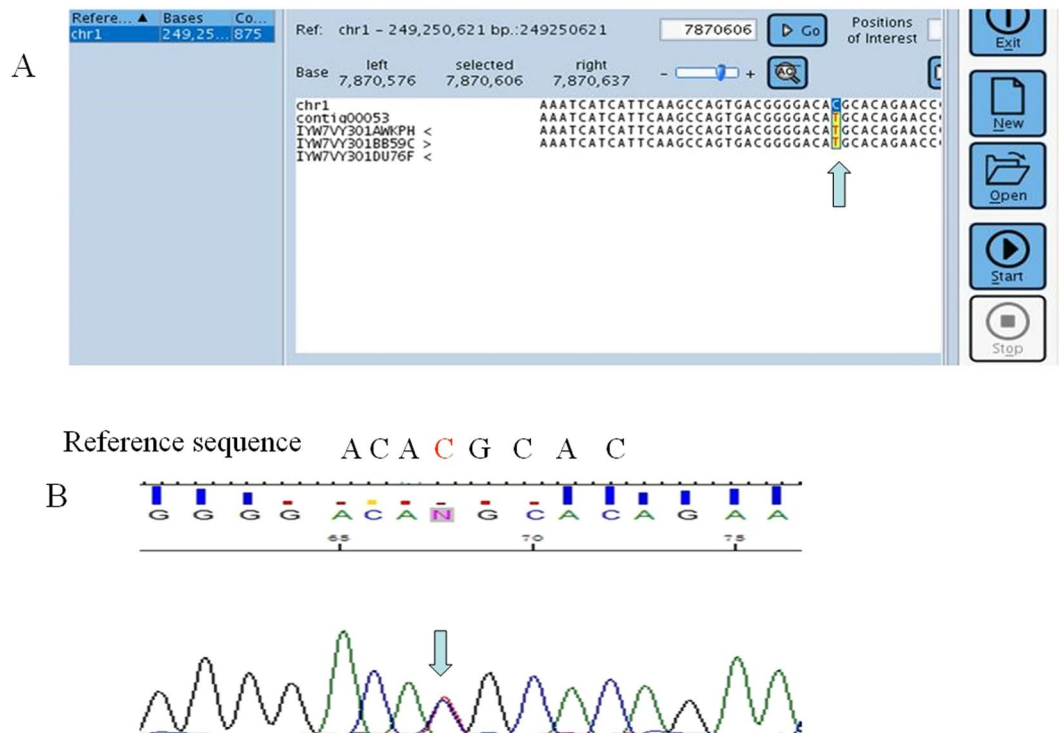 A
Refere... ▲ Bases Co...
chr1 249,25... 875
Ref: chr1 - 249,250,621 bp.:249250621 7870606 Go Positions of Interest
Base left selected right - +
7,870,576 7,870,606 7,870,637
chr1 AAATCATCATTCAAGCCAGTGACGGGGACACGCACAGAACC
contig00053 AAATCATCATTCAAGCCAGTGACGGGGACATGCACAGAACC
IYW7VY301AWKPH < AAATCATCATTCAAGCCAGTGACGGGGACATGCACAGAACC
IYW7VY301BB59C > AAATCATCATTCAAGCCAGTGACGGGGACATGCACAGAACC
IYW7VY301DU76F <
Exit
New
Open
Start
Stop
Reference sequence A C A C G C A C
B
G G G G A C A N G C A C A G A A
65 70 75